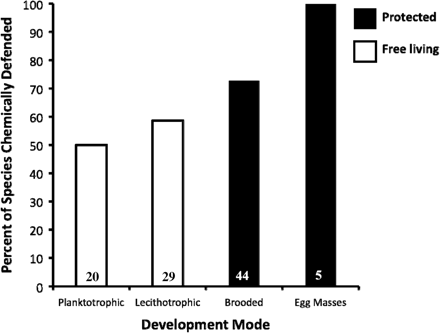 Percent of Species Chemically Defended
100
90
80
70
60
50
40
30
20
10
0
20
29
44
5
Planktotrophic
Lecithotrophic
Brooded
Egg Masses
Development Mode
Protected
Free living